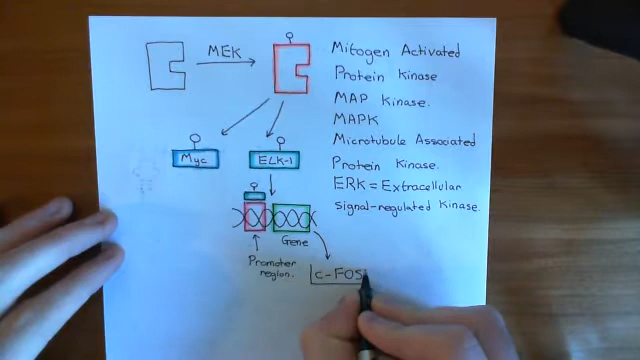 MEK
Mitogen Activated
Protein Kinase
MAP Kinase.
MAPK
Microtubule Associated
Protein Kinase.
ERK = Extracellular
signal-regulated Kinase.
Myc
ELK-1
Gene
Promoter
region.
c-FOS